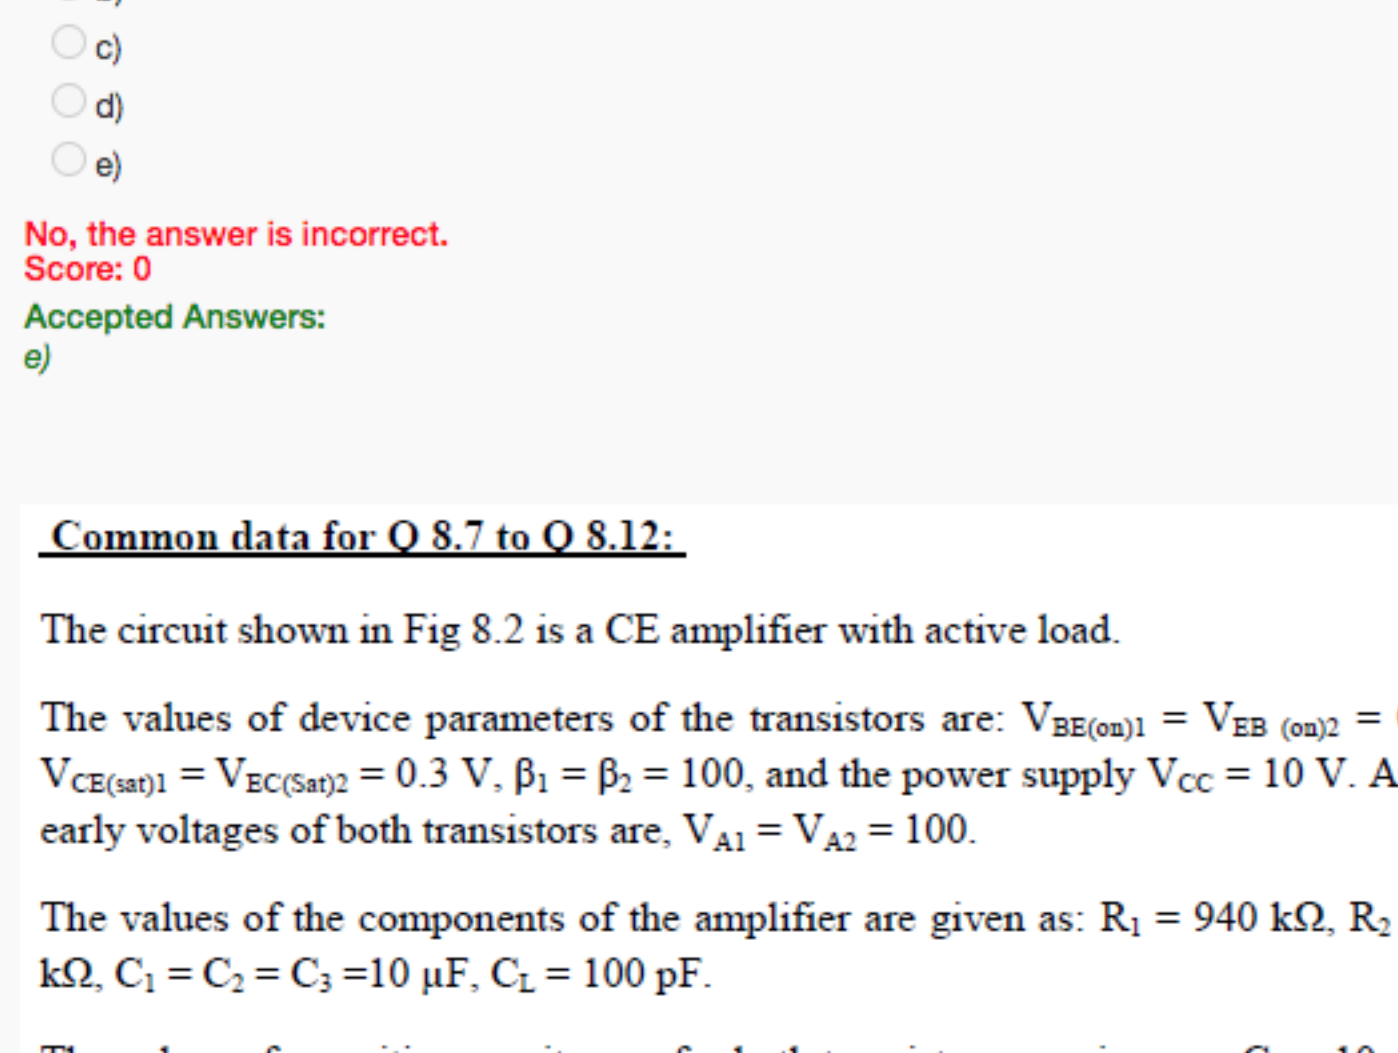 c)
d)
e)
No, the answer is incorrect.
Score: 0
Accepted Answers:
e)
Common data for Q 8.7 to Q 8.12:
The circuit shown in Fig 8.2 is a CE amplifier with active load.
The values of device parameters of the transistors are: VBE(on)1 = VEB (on)2 =
VCE(sat)1 = VEC(Sat)2 = 0.3 V, β1 = β2 = 100, and the power supply VCC = 10 V. A
early voltages of both transistors are, VA1 = VA2 = 100.
The values of the components of the amplifier are given as: R1 = 940 kΩ, R2
kΩ, C1 = C2 = C3 =10 µF, CL = 100 pF.